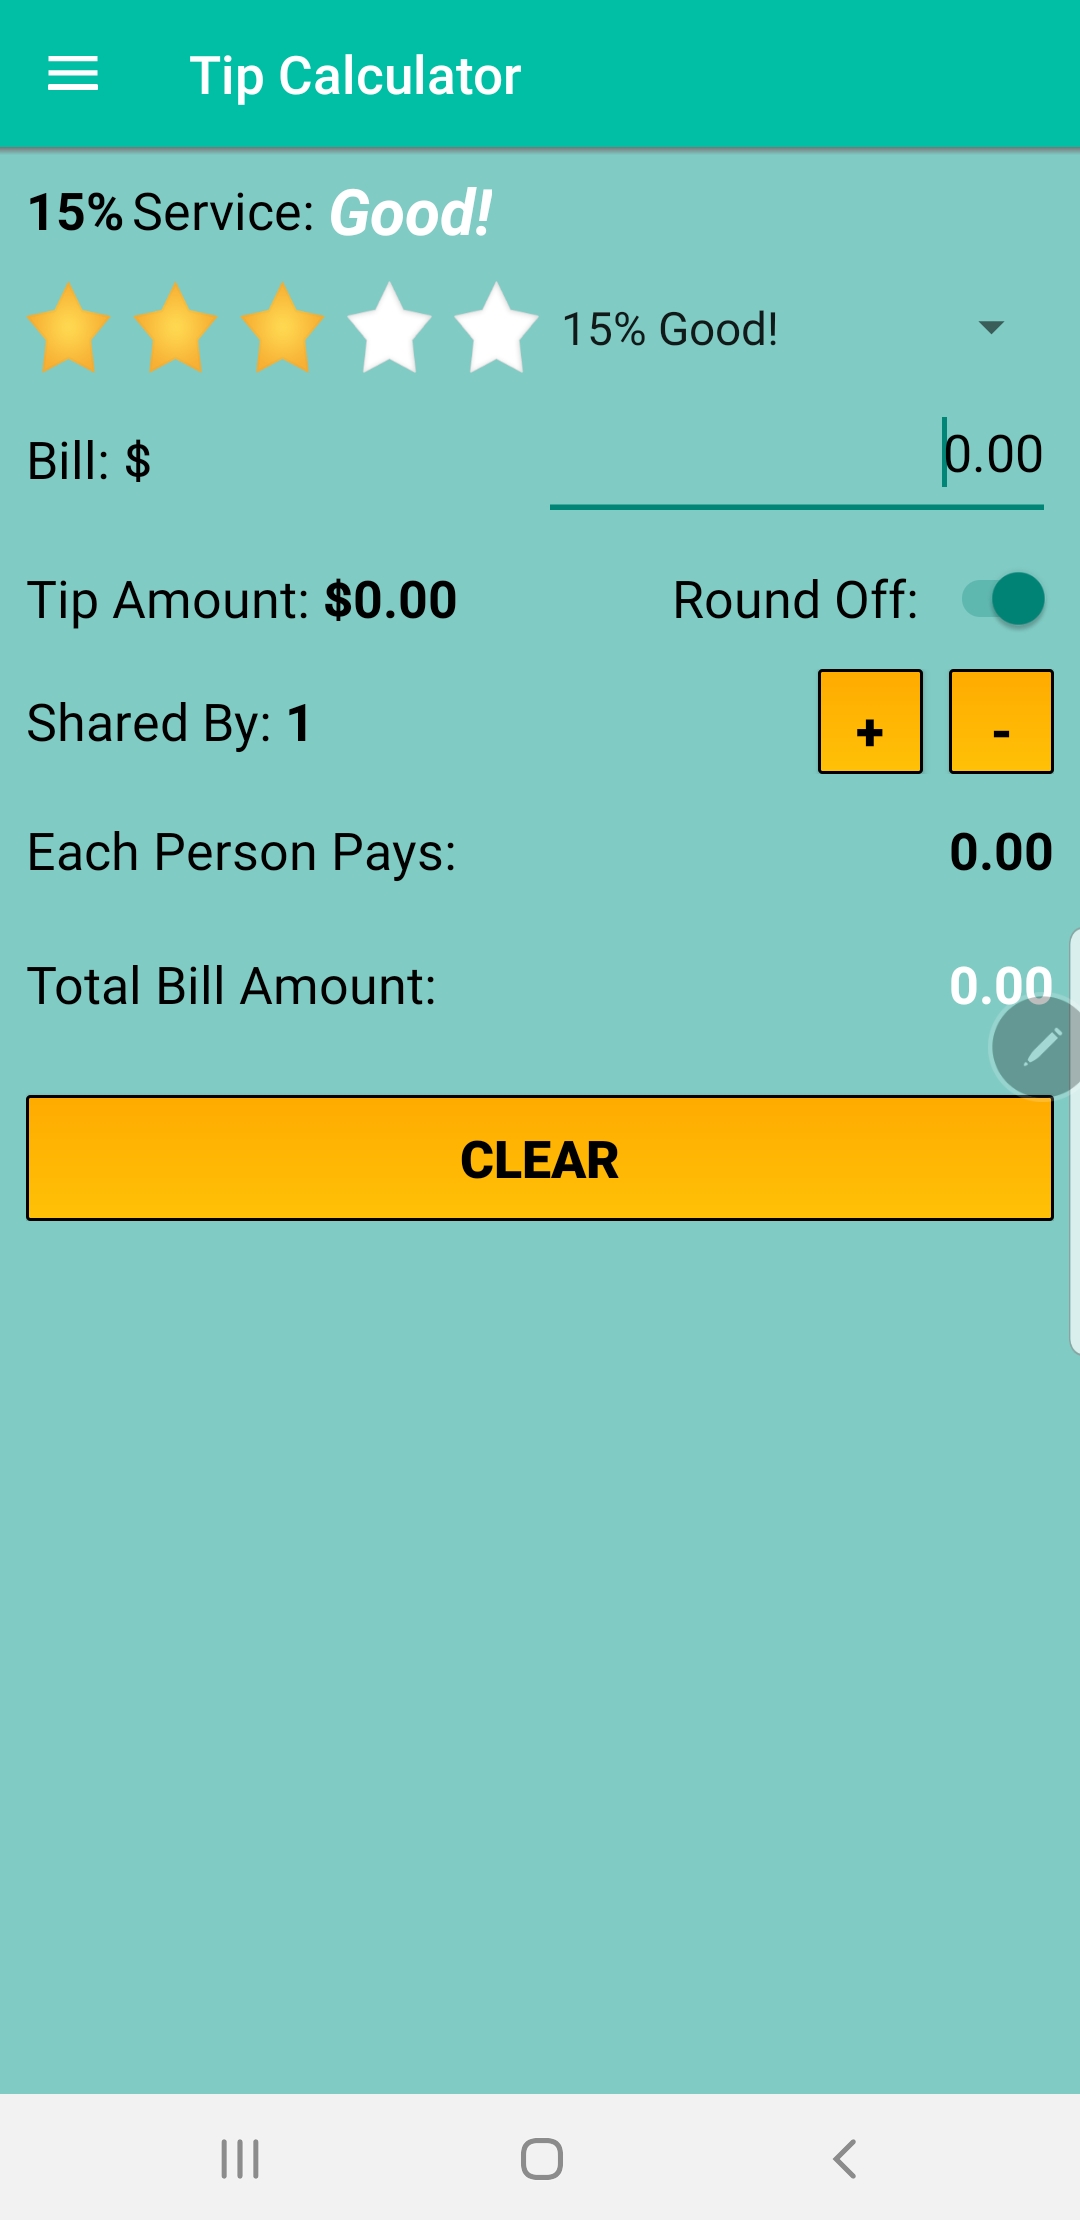 Tip Calculator
15% Service: Good!
15% Good!
Bill: $ 0.00
Tip Amount: $0.00 Round Off:
Shared By: 1 + -
Each Person Pays: 0.00
Total Bill Amount: 0.00
CLEAR